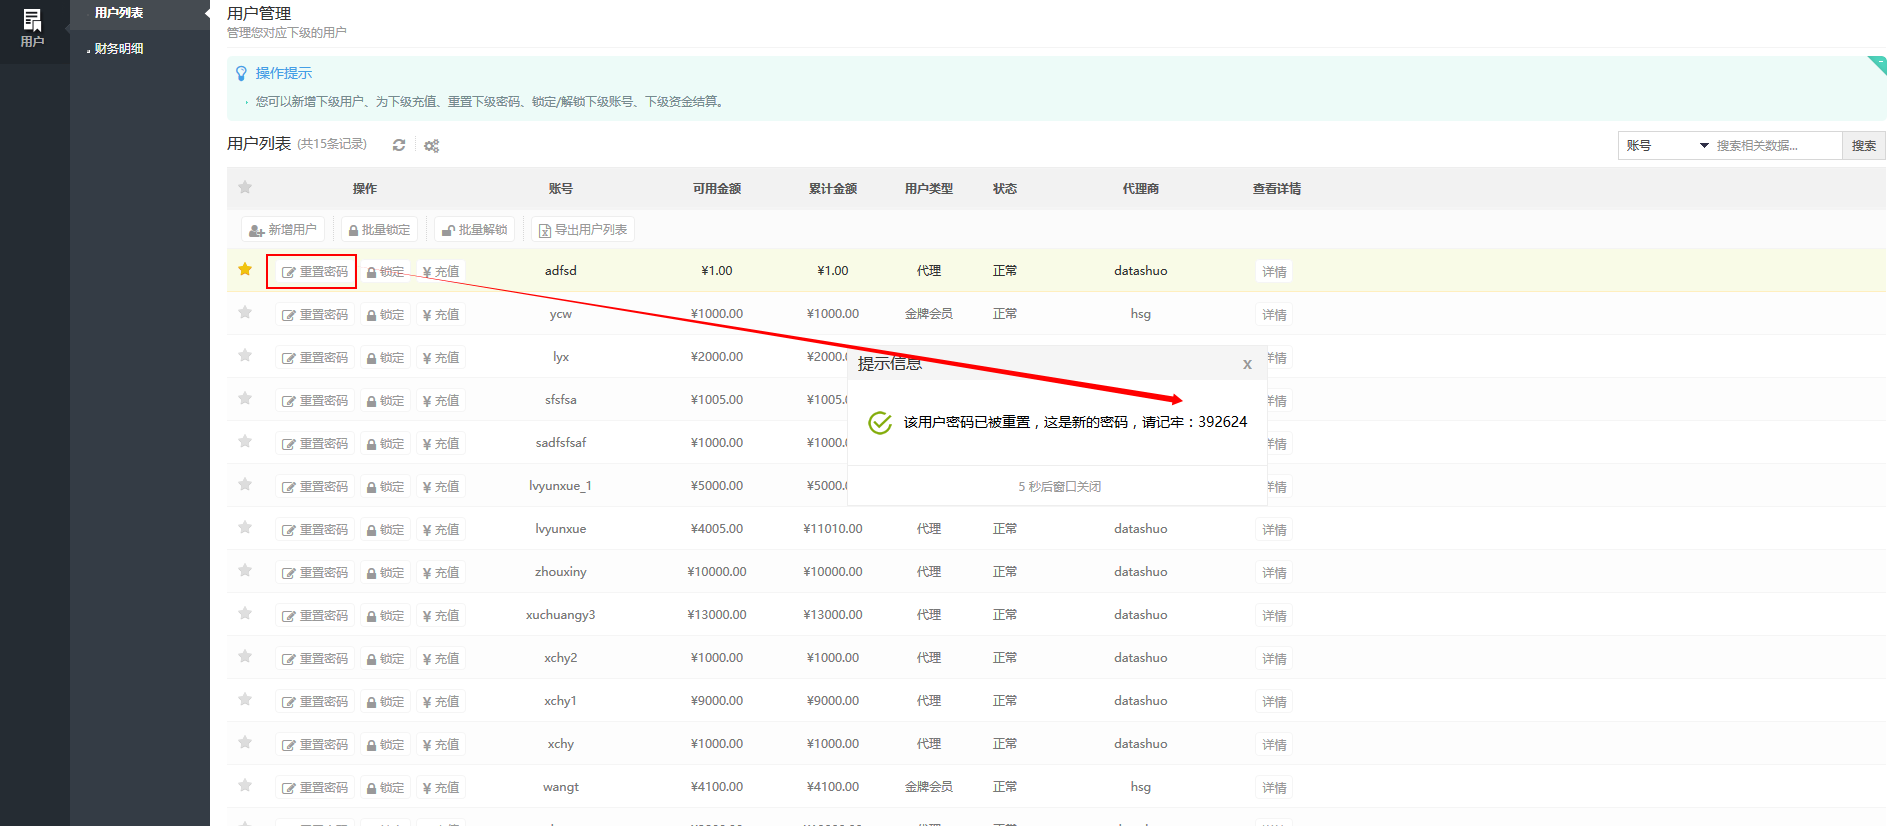 用户
用户列表
财务明细
用户管理
管理您对应下级的用户
操作提示
您可以新增下级用户、为下级充值、重置下级密码、锁定/解锁下级账号、下级资金结算。
用户列表 (共15条记录)
账号 搜索相关数据... 搜索
操作 账号 可用金额 累计金额 用户类型 状态 代理商 查看详情
新增用户 批量锁定 批量解锁 导出用户列表
重置密码 锁定 ¥ 充值 adfsd ¥1.00 ¥1.00 代理 正常 datashuo 详情
重置密码 锁定 ¥ 充值 ycw ¥1000.00 ¥1000.00 金牌会员 正常 hsg 详情
重置密码 锁定 ¥ 充值 lyx ¥2000.00 ¥2000. 详情
重置密码 锁定 ¥ 充值 sfsfsa ¥1005.00 ¥1005. 详情
重置密码 锁定 ¥ 充值 sadfsfsaf ¥1000.00 ¥1000. 详情
重置密码 锁定 ¥ 充值 lvyunxue_1 ¥5000.00 ¥5000. 详情
提示信息 x
该用户密码已被重置，这是新的密码，请记牢：392624
5 秒后窗口关闭
重置密码 锁定 ¥ 充值 lvyunxue ¥4005.00 ¥11010.00 代理 正常 datashuo 详情
重置密码 锁定 ¥ 充值 zhouxiny ¥10000.00 ¥10000.00 代理 正常 datashuo 详情
重置密码 锁定 ¥ 充值 xuchuangy3 ¥13000.00 ¥13000.00 代理 正常 datashuo 详情
重置密码 锁定 ¥ 充值 xchy2 ¥1000.00 ¥1000.00 代理 正常 datashuo 详情
重置密码 锁定 ¥ 充值 xchy1 ¥9000.00 ¥9000.00 代理 正常 datashuo 详情
重置密码 锁定 ¥ 充值 xchy ¥1000.00 ¥1000.00 代理 正常 datashuo 详情
重置密码 锁定 ¥ 充值 wangt ¥4100.00 ¥4100.00 金牌会员 正常 hsg 详情